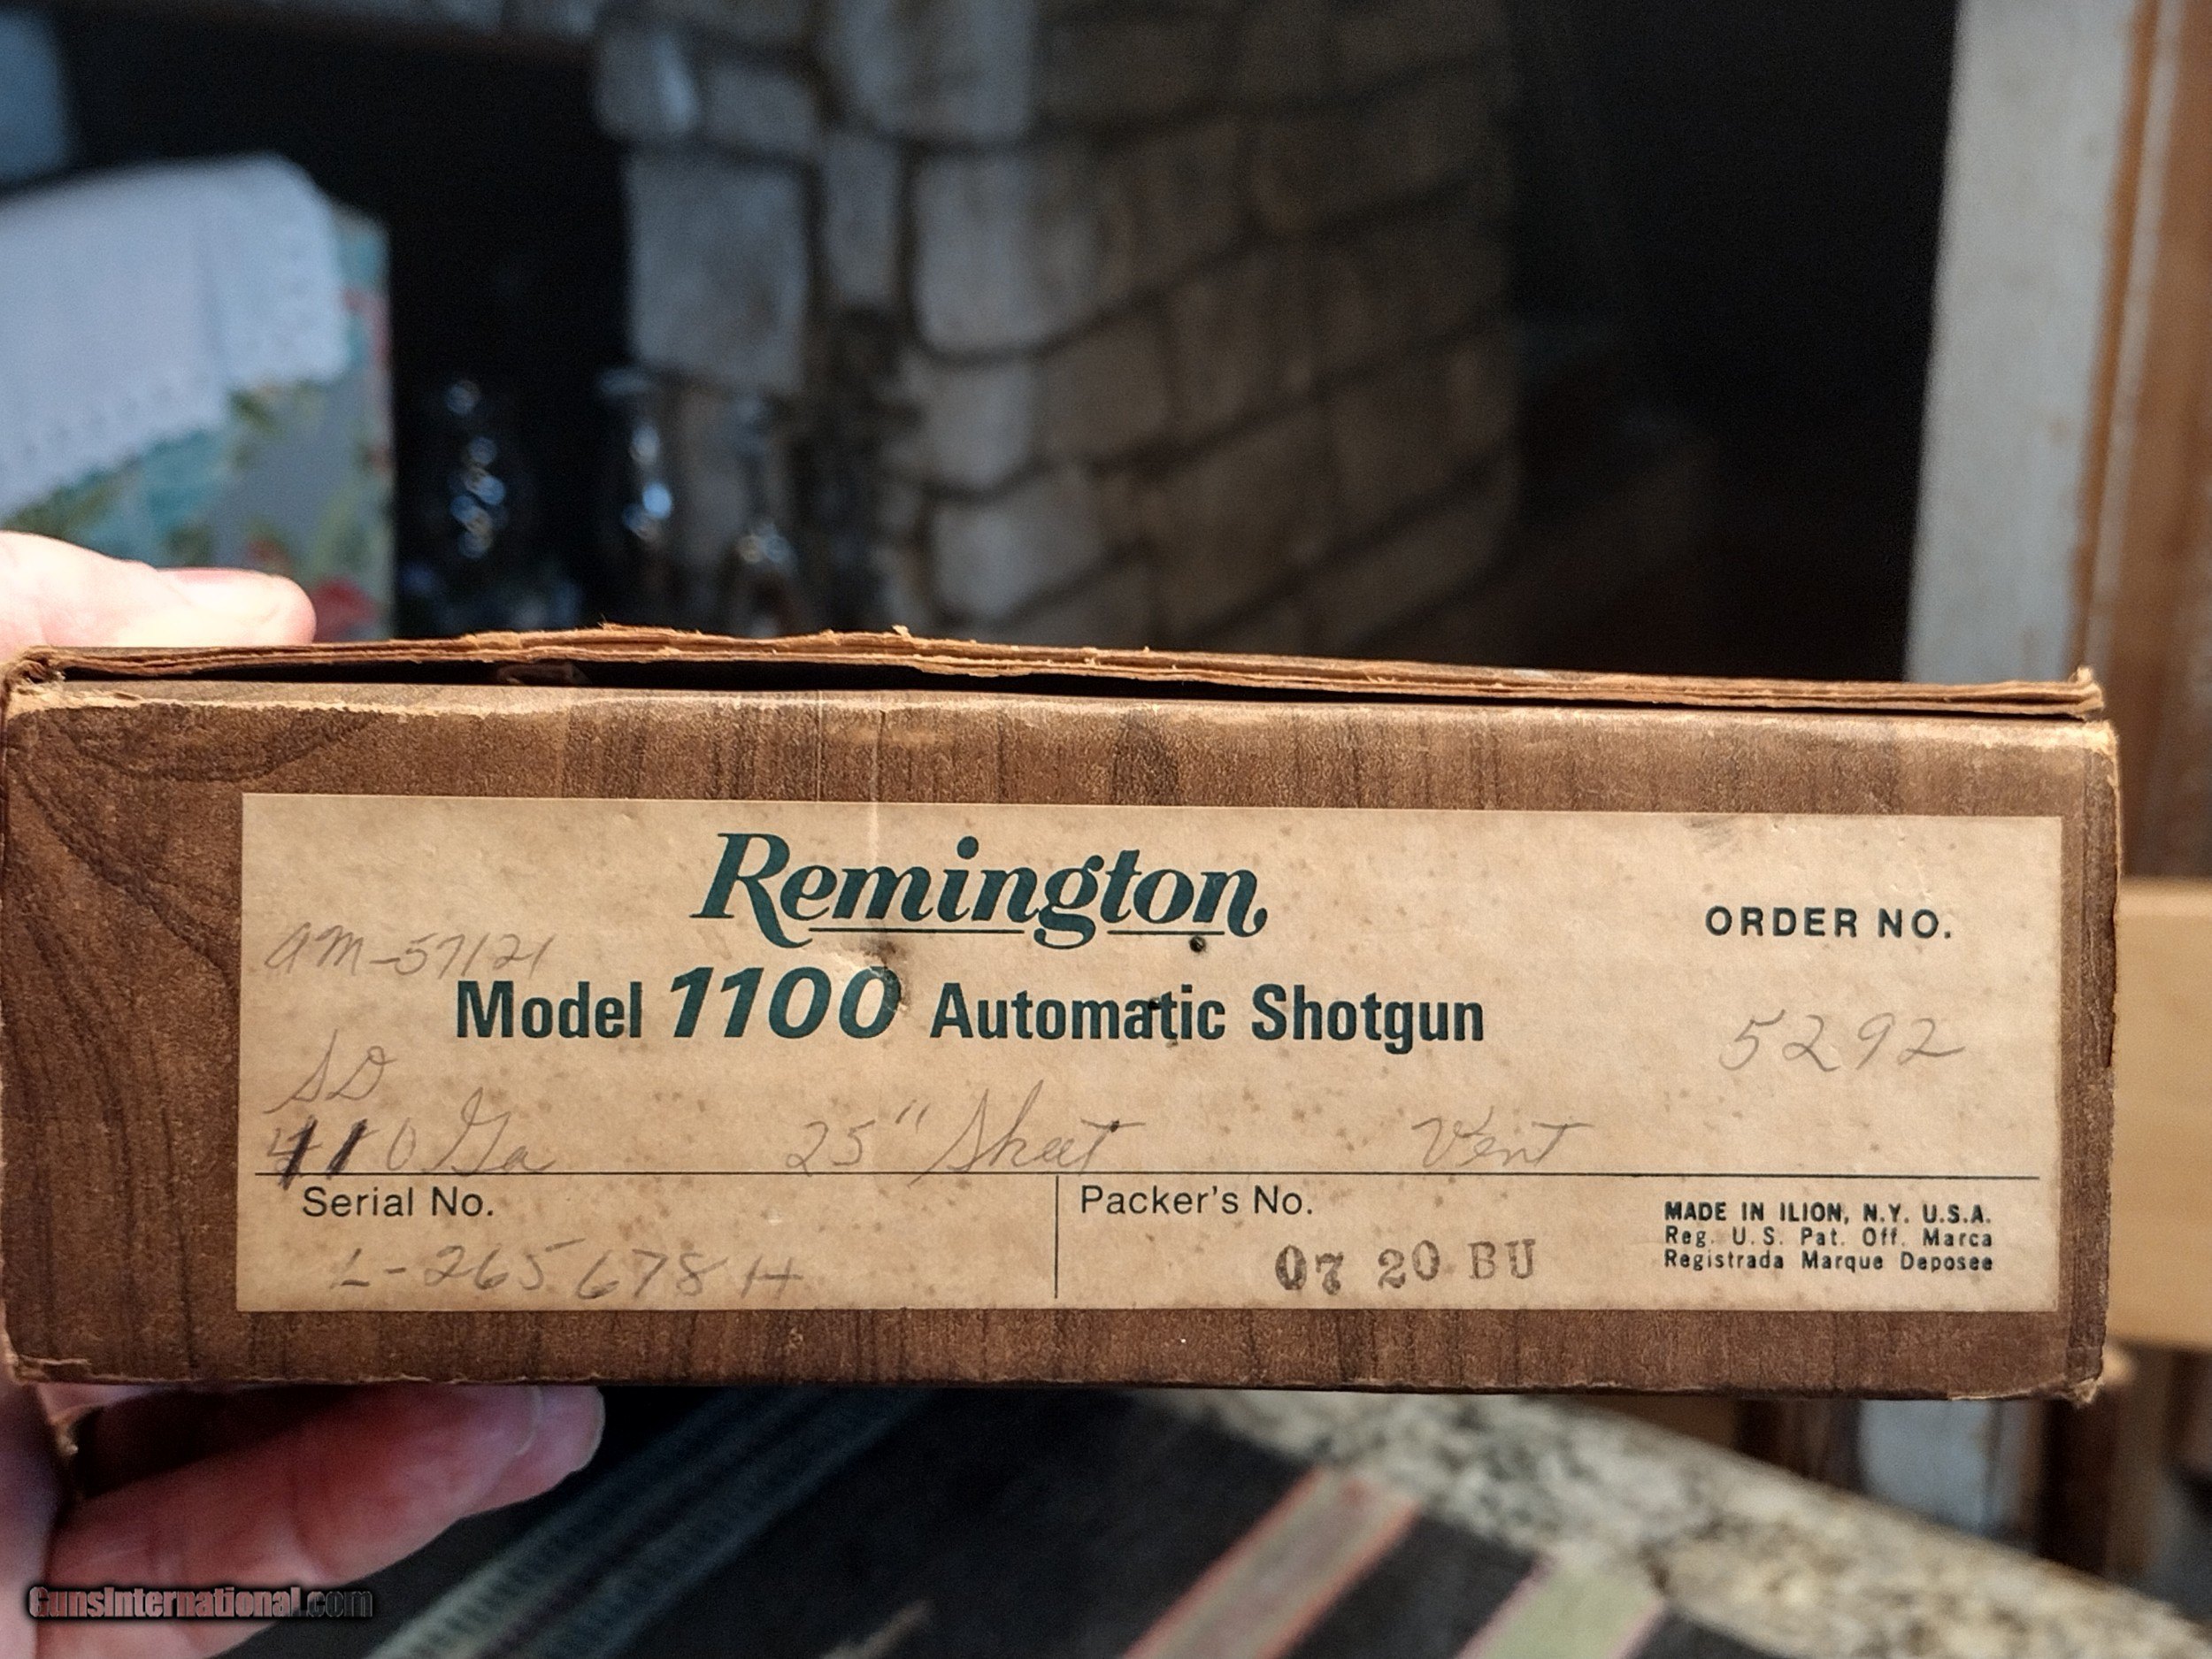 Remington
ORDER NO.
AM-57121
Model 1100 Automatic Shotgun
5292
SD
410 Ga 25" Skeet Vent
Serial No.
Packer's No.
MADE IN ILION, N.Y. U.S.A.
Reg. U.S. Pat. Off. Marca
Registrada Marque Deposee
L-265678H
07 20 BU
GunsInternational.com